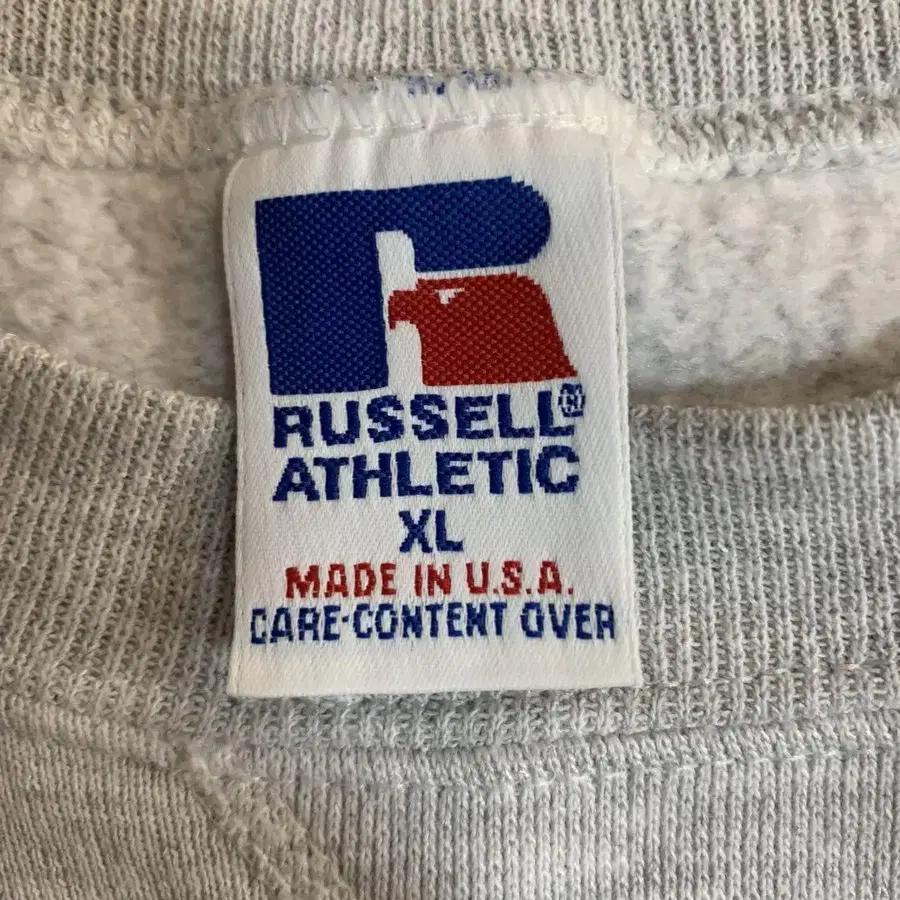 RUSSELL®
ATHLETIC
XL
MADE IN U.S.A.
CARE-CONTENT OVER